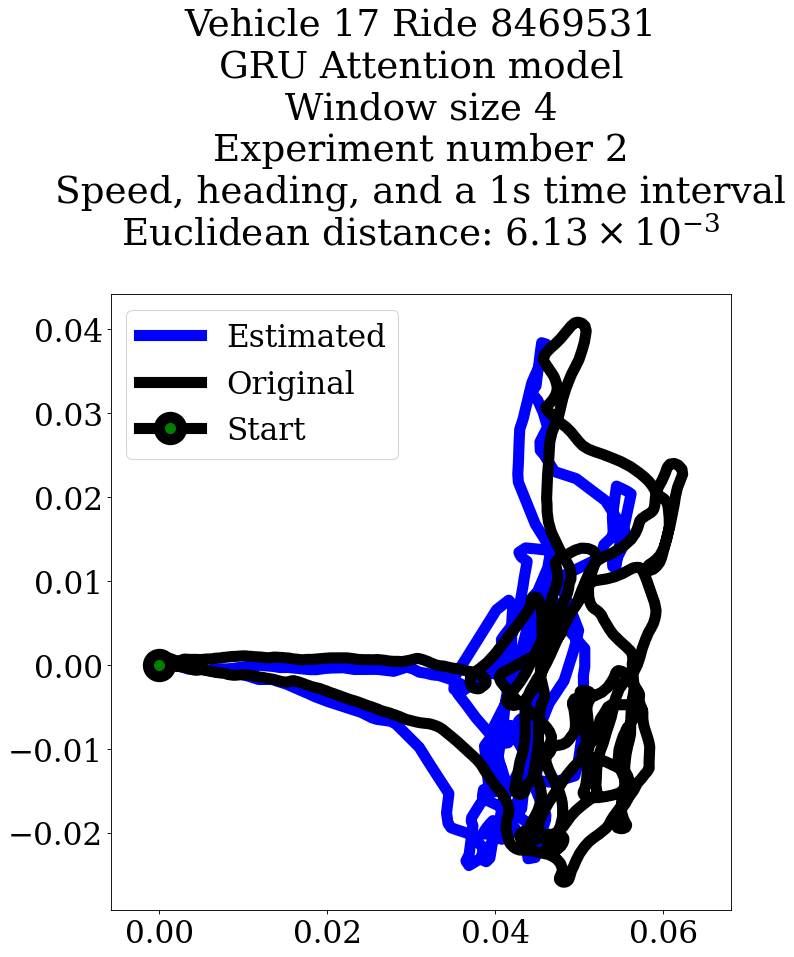 Vehicle 17 Ride 8469531
GRU Attention model
Window size 4
Experiment number 2
Speed, heading, and a 1s time interval
Euclidean distance: 6.13 × 10⁻³
Estimated
Original
Start
0.04
0.03
0.02
0.01
0.00
−0.01
−0.02
0.00 0.02 0.04 0.06